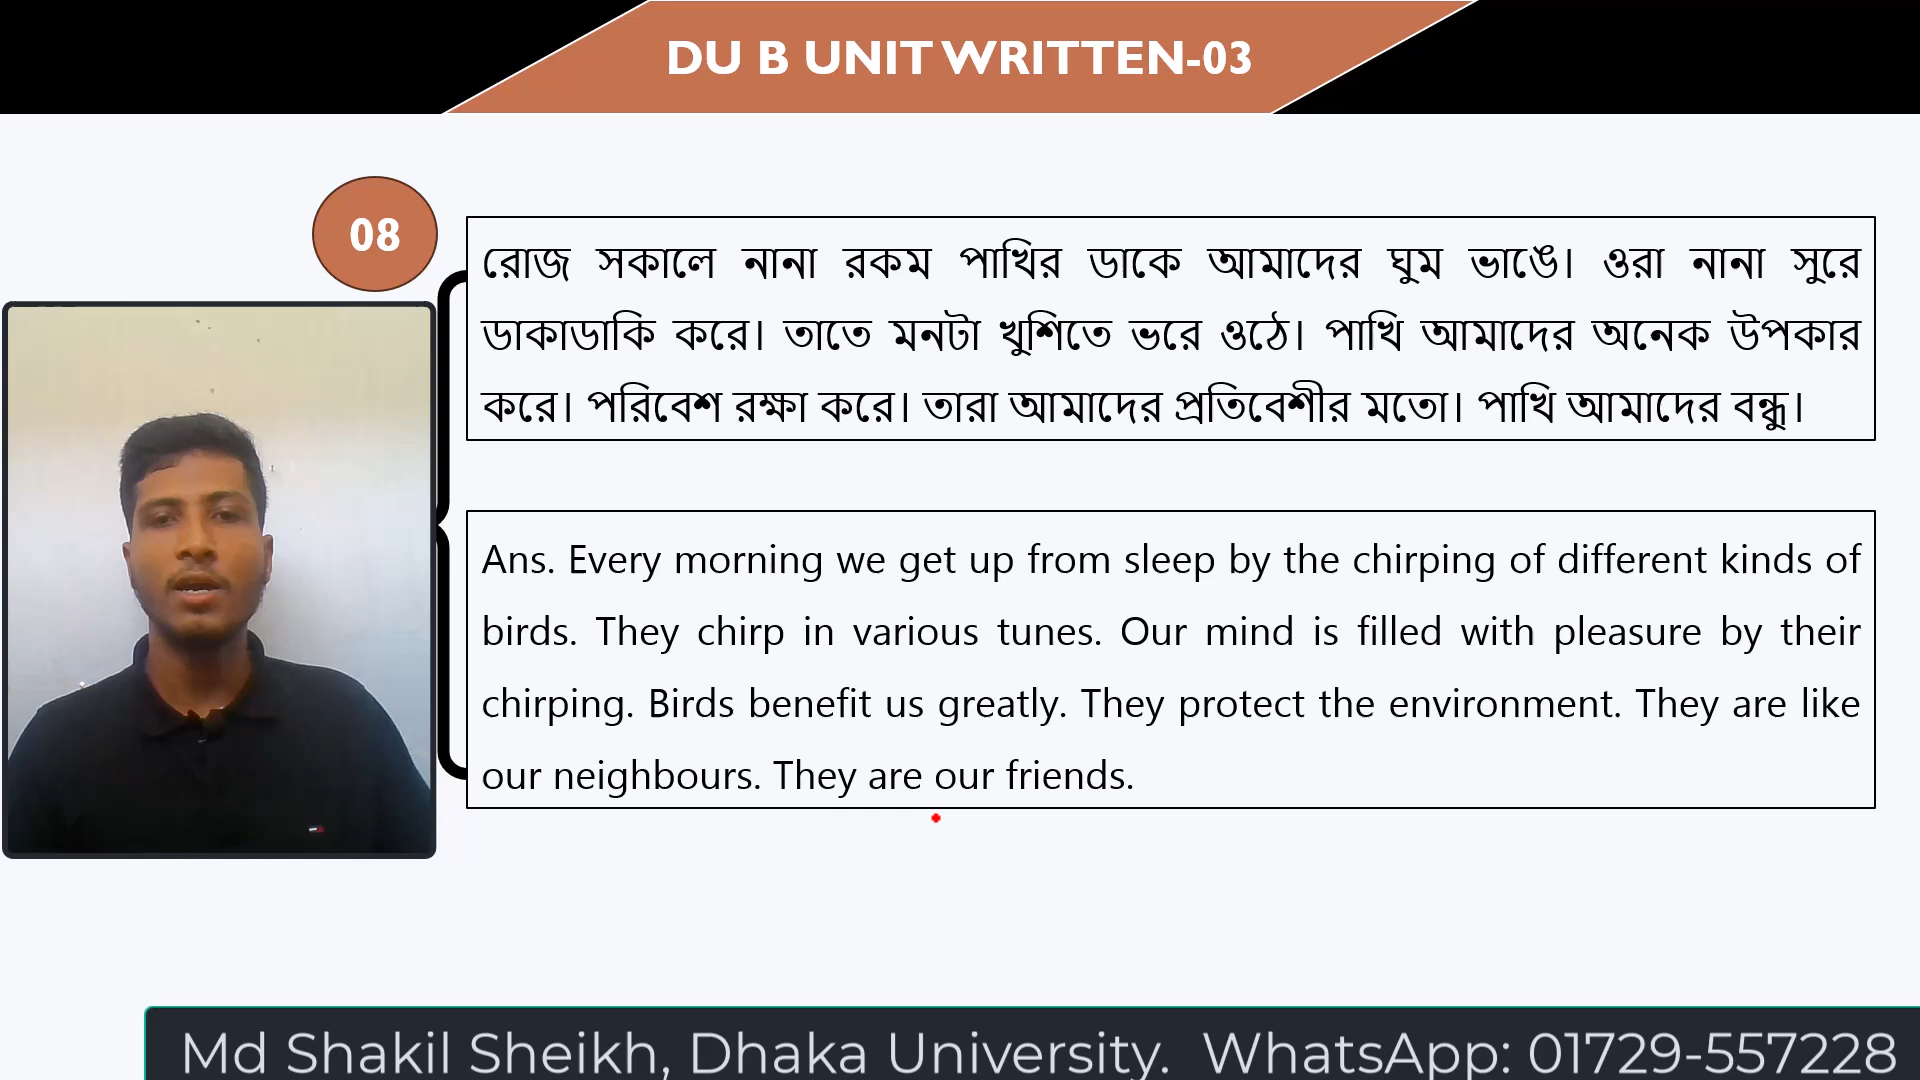 DU B UNIT WRITTEN-03
08
রোজ সকালে নানা রকম পাখির ডাকে আমাদের ঘুম ভাঙে। ওরা নানা সুরে
ডাকাডাকি করে। তাতে মনটা খুশিতে ভরে ওঠে। পাখি আমাদের অনেক উপকার
করে। পরিবেশ রক্ষা করে। তারা আমাদের প্রতিবেশীর মতো। পাখি আমাদের বন্ধু।
Ans. Every morning we get up from sleep by the chirping of different kinds of
birds. They chirp in various tunes. Our mind is filled with pleasure by their
chirping. Birds benefit us greatly. They protect the environment. They are like
our neighbours. They are our friends.
Md Shakil Sheikh, Dhaka University. WhatsApp: 01729-557228